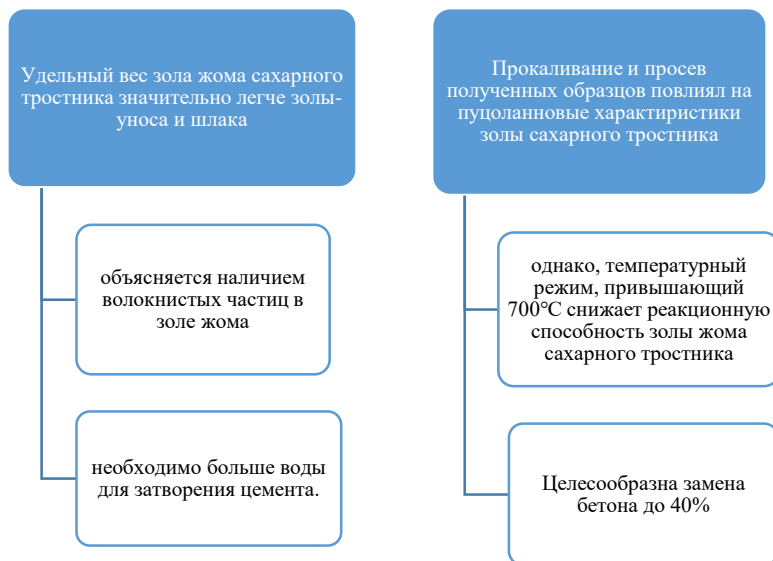 Удельный вес зола жома сахарного
тростника значительно легче золы-
уноса и шлака
объясняется наличием
волокнистых частиц в
золе жома
необходимо больше воды
для затворения цемента.
Прокаливание и просев
полученных образцов повлиял на
пуцоланновые характиристики
золы сахарного тростника
однако, температурный
режим, привышающий
700°С снижает реакционную
способность золы жома
сахарного тростника
Целесообразна замена
бетона до 40%